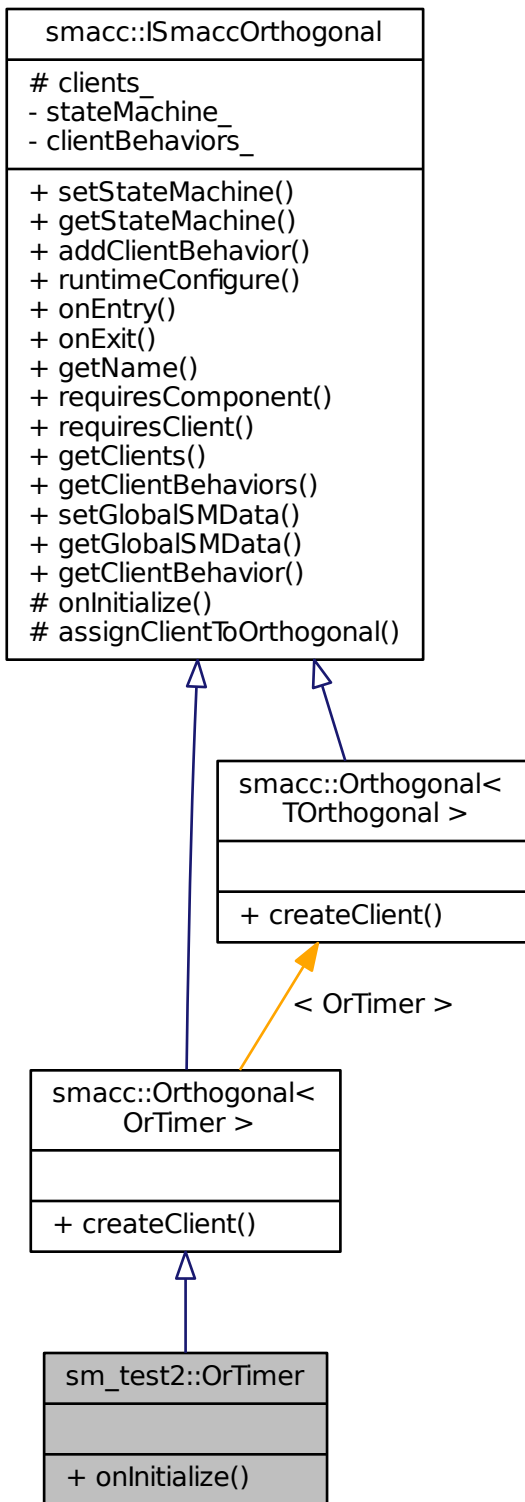 smacc::ISmaccOrthogonal
# clients_
- stateMachine_
- clientBehaviors_
+ setStateMachine()
+ getStateMachine()
+ addClientBehavior()
+ runtimeConfigure()
+ onEntry()
+ onExit()
+ getName()
+ requiresComponent()
+ requiresClient()
+ getClients()
+ getClientBehaviors()
+ setGlobalSMData()
+ getGlobalSMData()
+ getClientBehavior()
# onInitialize()
# assignClientToOrthogonal()
smacc::Orthogonal<
TOrthogonal >
+ createClient()
< OrTimer >
smacc::Orthogonal<
OrTimer >
+ createClient()
sm_test2::OrTimer
+ onInitialize()